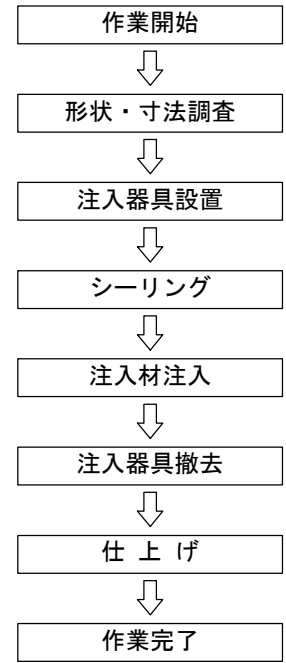 作業開始
形状・寸法調査
注入器具設置
シーリング
注入材注入
注入器具撤去
仕 上 げ
作業完了